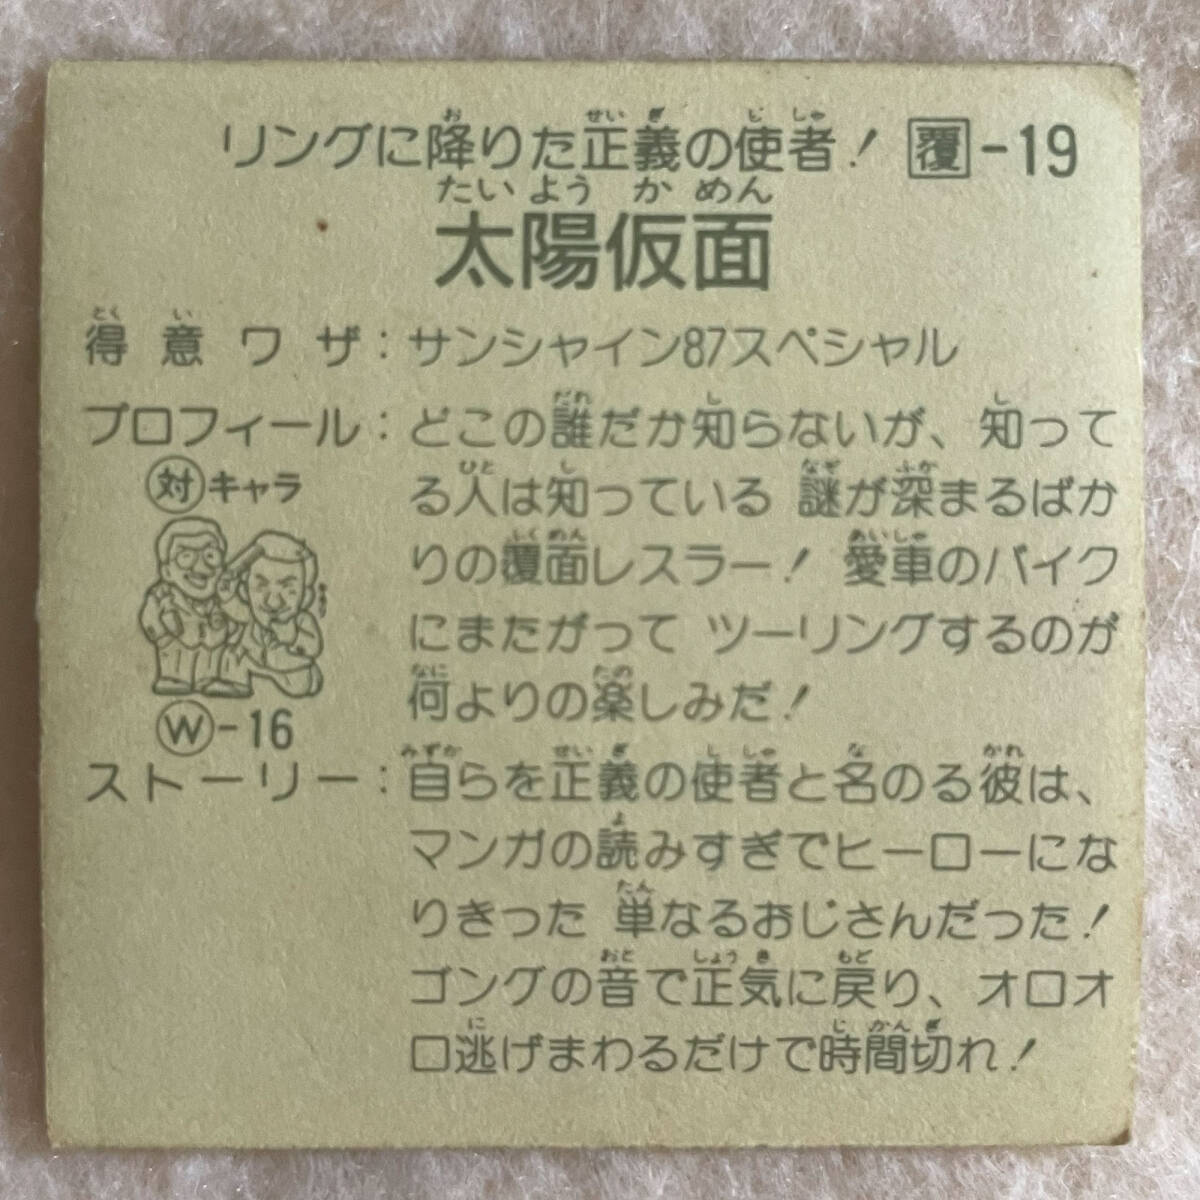 リングに降りた正義の使者！ 覆-19
太陽仮面
得意ワザ：サンシャイン87スペシャル
プロフィール：どこの誰だか知らないが、知って
る人は知っている 謎が深まるばか
りの覆面レスラー！ 愛車のバイク
にまたがって ツーリングするのが
何よりの楽しみだ！
対キャラ
W-16
ストーリー：自らを正義の使者と名のる彼は、
マンガの読みすぎでヒーローにな
りきった 単なるおじさんだった！
ゴングの音で正気に戻り、オロオ
ロ逃げまわるだけで時間切れ！